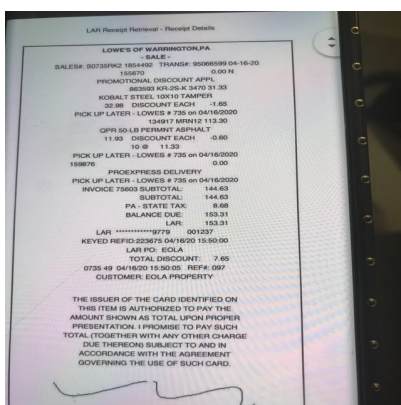 LAR Receipt Retrieval - Receipt Details
LOWE'S OF WARRINGTON,PA
- SALE -
SALES#: S0735RK2 1854492 TRANS#: 95066599 04-16-20
155670 0.00 N
PROMOTIONAL DISCOUNT APPL
863593 KR-2S-K 3470 31.33
KOBALT STEEL 10X10 TAMPER
32.98 DISCOUNT EACH -1.65
PICK UP LATER - LOWES # 735 on 04/16/2020
134917 MRN12 113.30
QPR 50-LB PERMNT ASPHALT
11.93 DISCOUNT EACH -0.60
10 @ 11.33
PICK UP LATER - LOWES # 735 on 04/16/2020
159876 0.00
PROEXPRESS DELIVERY
PICK UP LATER - LOWES # 735 on 04/16/2020
INVOICE 75603 SUBTOTAL: 144.63
SUBTOTAL: 144.63
PA - STATE TAX: 8.68
BALANCE DUE: 153.31
LAR: 153.31
LAR ************9779 001237
KEYED REFID:223675 04/16/20 15:50:00
LAR PO: EOLA
TOTAL DISCOUNT: 7.65
0735 49 04/16/20 15:50:05 REF#: 097
CUSTOMER: EOLA PROPERTY
THE ISSUER OF THE CARD IDENTIFIED ON
THIS ITEM IS AUTHORIZED TO PAY THE
AMOUNT SHOWN AS TOTAL UPON PROPER
PRESENTATION. I PROMISE TO PAY SUCH
TOTAL (TOGETHER WITH ANY OTHER CHARGE
DUE THEREON) SUBJECT TO AND IN
ACCORDANCE WITH THE AGREEMENT
GOVERNING THE USE OF SUCH CARD.